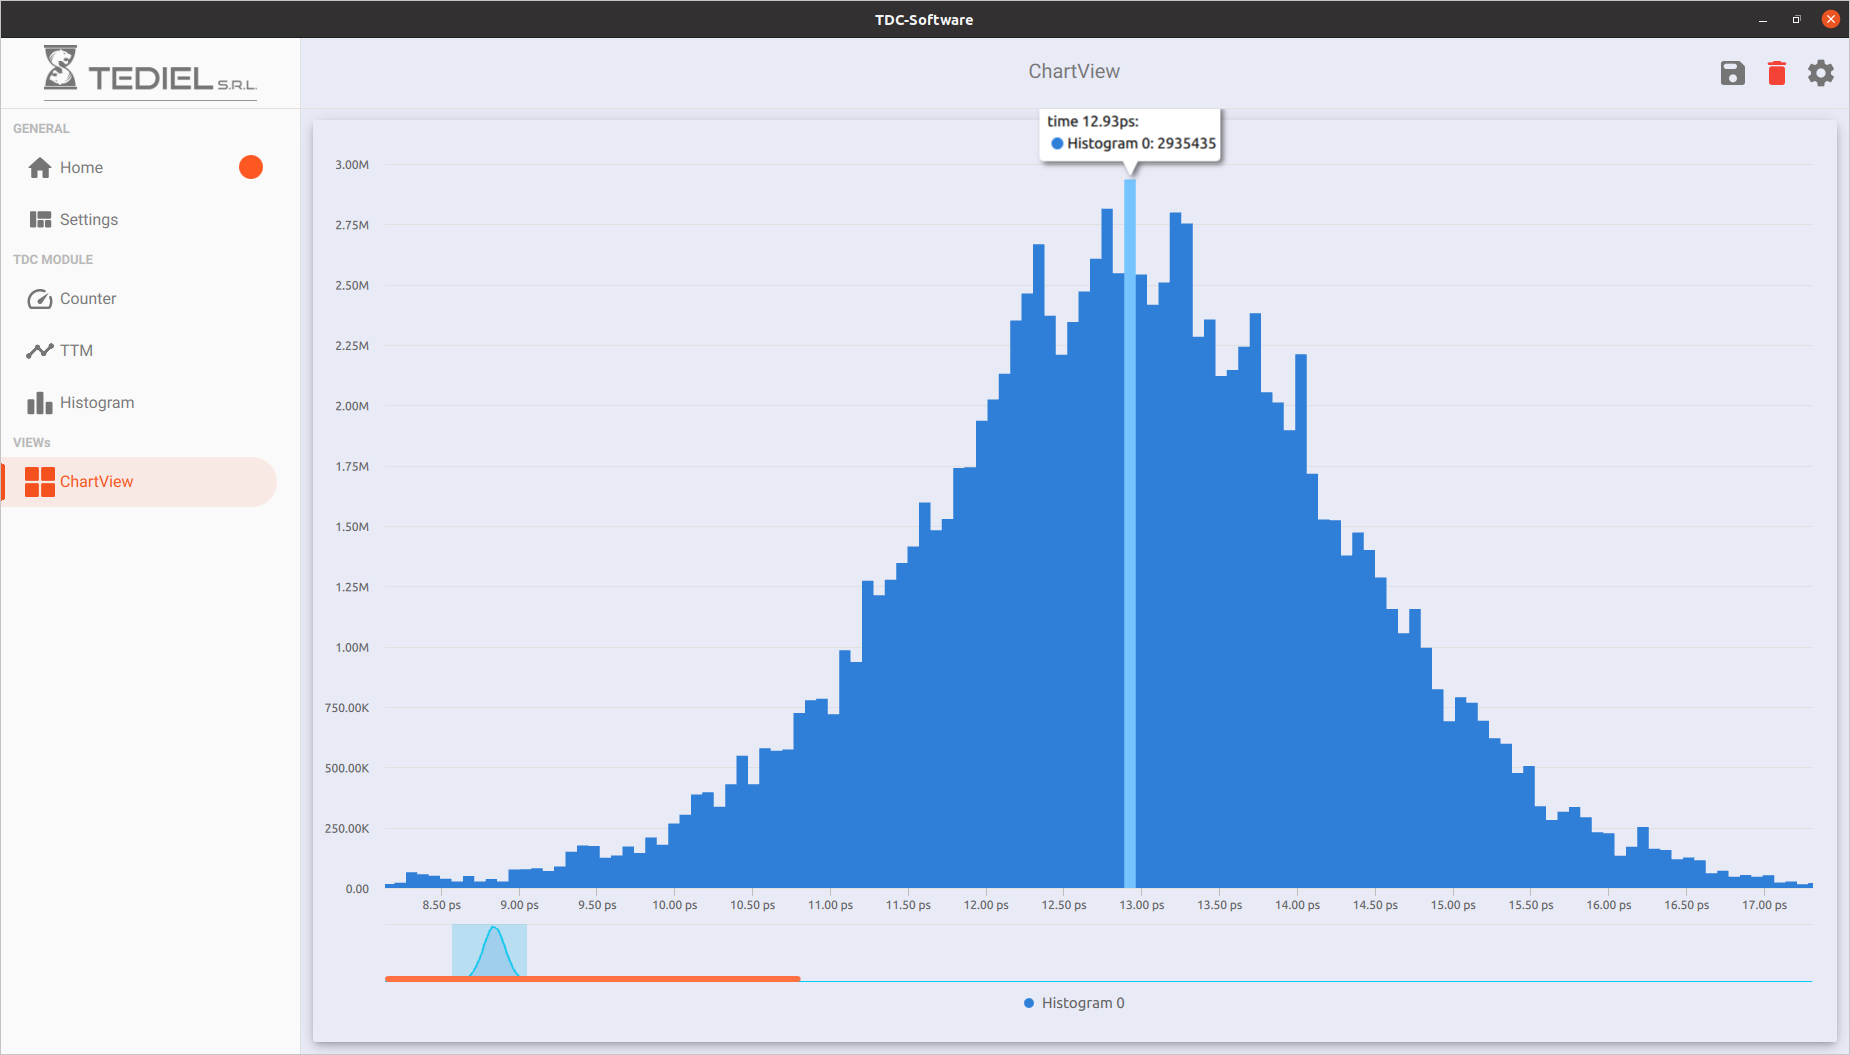 TDC-Software
TEDIEL S.R.L.
ChartView
GENERAL
Home
Settings
TDC MODULE
Counter
TTM
Histogram
VIEWs
ChartView
time 12.93ps:
Histogram 0: 2935435
3.00M
2.75M
2.50M
2.25M
2.00M
1.75M
1.50M
1.25M
1.00M
750.00K
500.00K
250.00K
0.00
8.50 ps 9.00 ps 9.50 ps 10.00 ps 10.50 ps 11.00 ps 11.50 ps 12.00 ps 12.50 ps 13.00 ps 13.50 ps 14.00 ps 14.50 ps 15.00 ps 15.50 ps 16.00 ps 16.50 ps 17.00 ps
Histogram 0